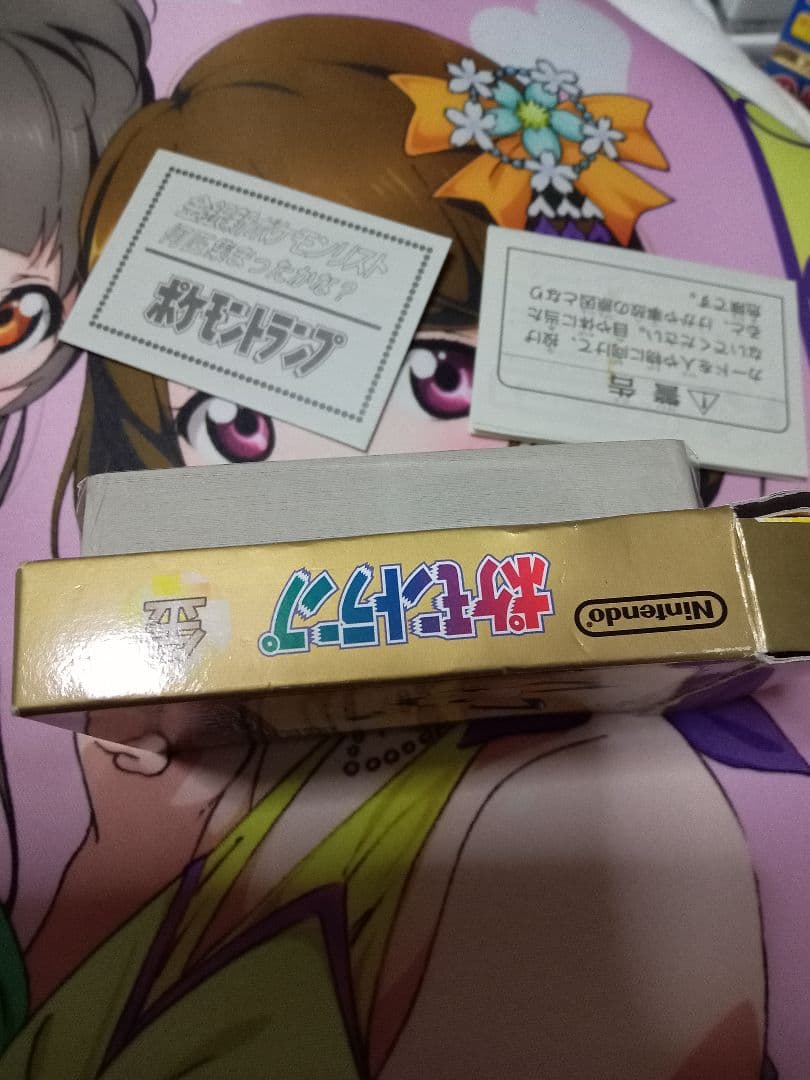 全248種ポケモンリスト
何匹集まったかな？
ポケモントランプ
警告
カードを人や物に向けて、投げ
ないでください。目や体に当た
ると、けがや事故の原因となり
危険です。
Nintendo®
ポケモントランプ
金